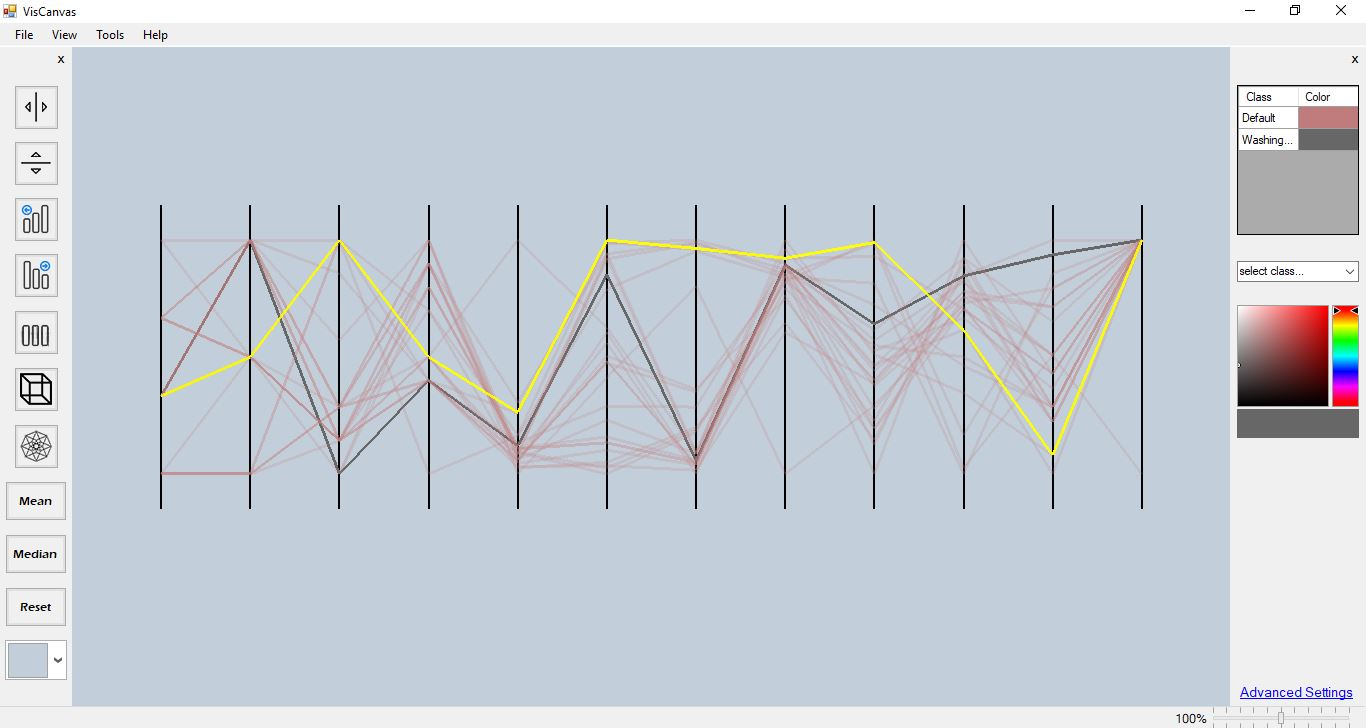 VisCanvas
File View Tools Help
x
x
Class Color
Default
Washing...
select class...
Mean
Median
Reset
Advanced Settings
100%